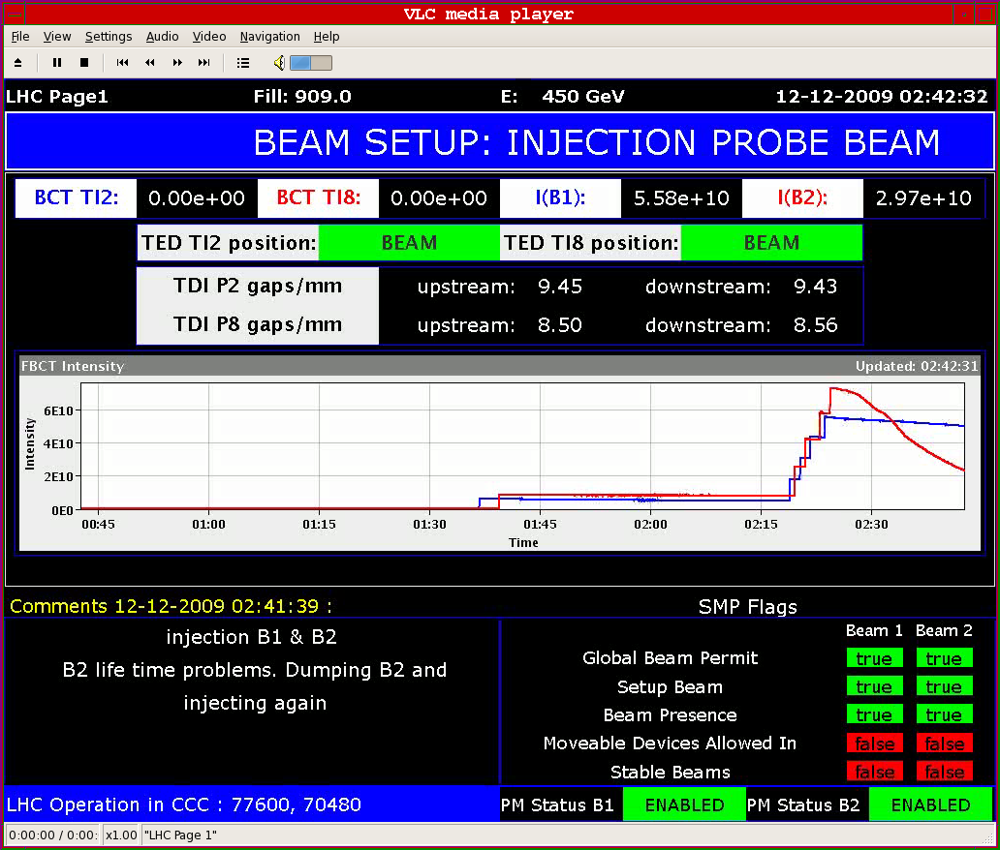 VLC media player
File View Settings Audio Video Navigation Help
LHC Page1 Fill: 909.0 E: 450 GeV 12-12-2009 02:42:32
BEAM SETUP: INJECTION PROBE BEAM
BCT TI2: 0.00e+00 BCT TI8: 0.00e+00 I(B1): 5.58e+10 I(B2): 2.97e+10
TED TI2 position: BEAM TED TI8 position: BEAM
TDI P2 gaps/mm upstream: 9.45 downstream: 9.43
TDI P8 gaps/mm upstream: 8.50 downstream: 8.56
FBCT Intensity Updated: 02:42:31
Intensity
6E10
4E10
2E10
0E0
00:45 01:00 01:15 01:30 01:45 02:00 02:15 02:30
Time
Comments 12-12-2009 02:41:39 :
injection B1 & B2
B2 life time problems. Dumping B2 and
injecting again
SMP Flags
Beam 1 Beam 2
Global Beam Permit true true
Setup Beam true true
Beam Presence true true
Moveable Devices Allowed In false false
Stable Beams false false
LHC Operation in CCC : 77600, 70480 PM Status B1 ENABLED PM Status B2 ENABLED
0:00:00 / 0:00: x1.00 "LHC Page 1"